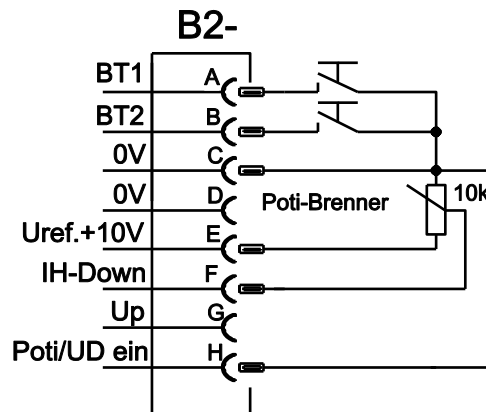 B2-
BT1 A
BT2 B
0V C
0V D Poti-Brenner 10k
Uref.+10V E
IH-Down F
Up G
Poti/UD ein H